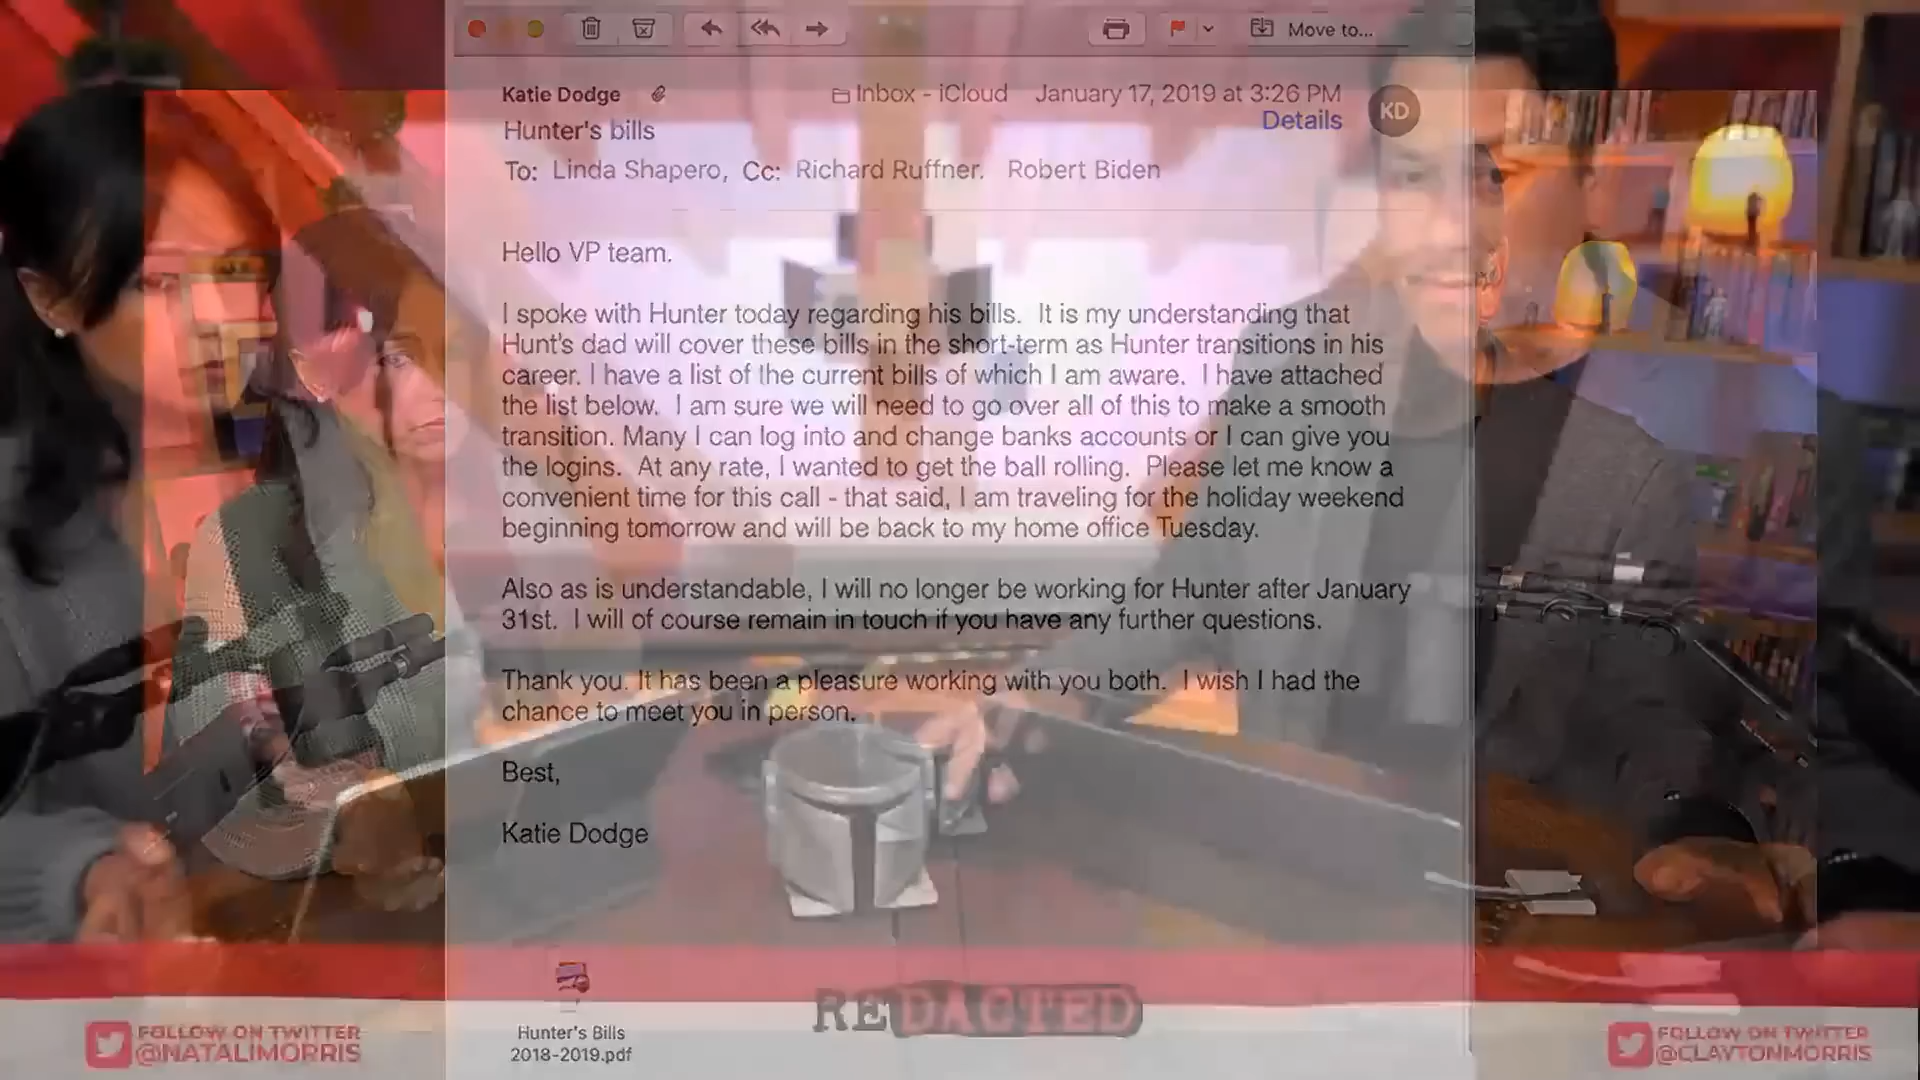 Move to...
Katie Dodge
Inbox - iCloud January 17, 2019 at 3:26 PM
KD
Hunter's bills
Details
To: Linda Shapero, Cc: Richard Ruffner. Robert Biden
Hello VP team.
I spoke with Hunter today regarding his bills. It is my understanding that
Hunt's dad will cover these bills in the short-term as Hunter transitions in his
career. I have a list of the current bills of which I am aware. I have attached
the list below. I am sure we will need to go over all of this to make a smooth
transition. Many I can log into and change banks accounts or I can give you
the logins. At any rate, I wanted to get the ball rolling. Please let me know a
convenient time for this call - that said, I am traveling for the holiday weekend
beginning tomorrow and will be back to my home office Tuesday.
Also as is understandable, I will no longer be working for Hunter after January
31st. I will of course remain in touch if you have any further questions.
Thank you. It has been a pleasure working with you both. I wish I had the
chance to meet you in person.
Best,
Katie Dodge
Hunter's Bills
2018-2019.pdf
REDACTED
FOLLOW ON TWITTER
@NATALIMORRIS
FOLLOW ON TWITTER
@CLAYTONMORRIS